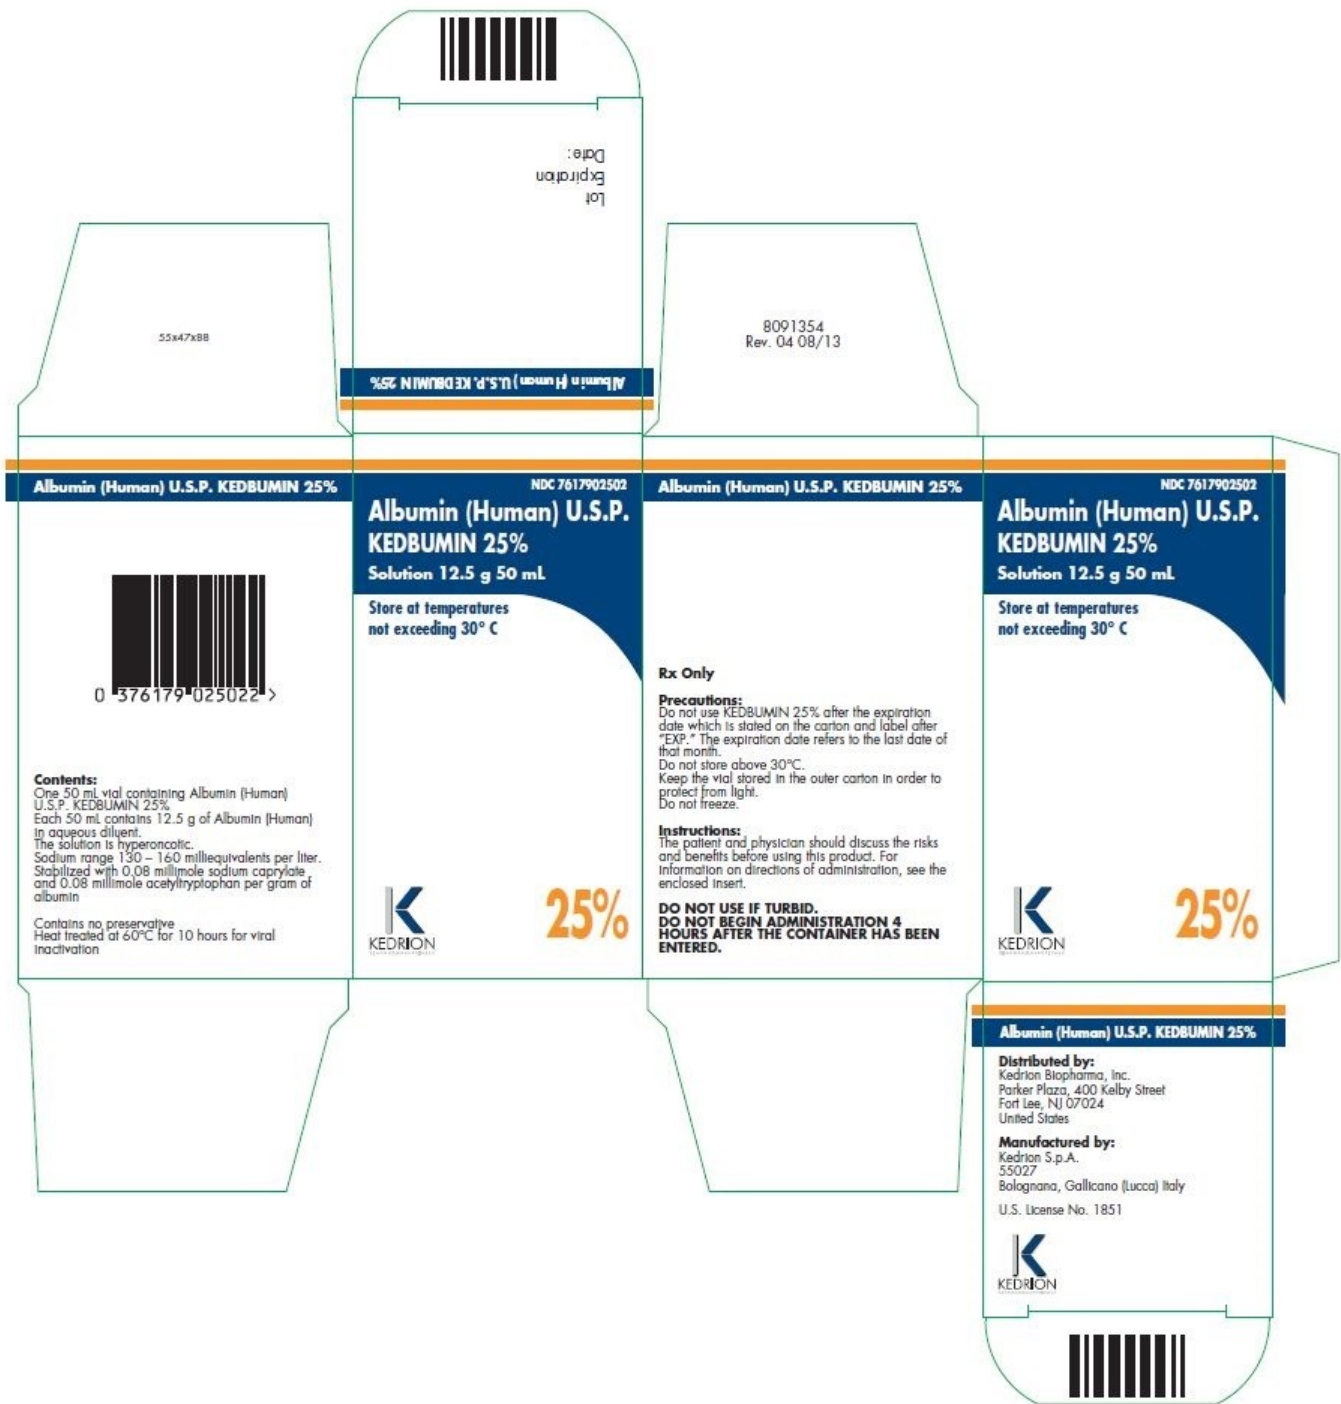 Lot
Expiration
Date:
55x47x88
8091354
Rev. 04 08/13
Albumin (Human) U.S.P. KEDBUMIN 25%
Albumin (Human) U.S.P. KEDBUMIN 25%
0 376179 025022 >
Contents:
One 50 mL vial containing Albumin (Human)
U.S.P. KEDBUMIN 25%
Each 50 mL contains 12.5 g of Albumin (Human)
in aqueous diluent.
The solution is hyperoncotic.
Sodium range 130 – 160 milliequivalents per liter.
Stabilized with 0.08 millimole sodium caprylate
and 0.08 millimole acetyltryptophan per gram of
albumin
Contains no preservative
Heat treated at 60°C for 10 hours for viral
inactivation
NDC 7617902502
Albumin (Human) U.S.P.
KEDBUMIN 25%
Solution 12.5 g 50 mL
Store at temperatures
not exceeding 30° C
KEDRION
25%
Albumin (Human) U.S.P. KEDBUMIN 25%
Rx Only
Precautions:
Do not use KEDBUMIN 25% after the expiration
date which is stated on the carton and label after
"EXP." The expiration date refers to the last date of
that month.
Do not store above 30°C.
Keep the vial stored in the outer carton in order to
protect from light.
Do not freeze.
Instructions:
The patient and physician should discuss the risks
and benefits before using this product. For
information on directions of administration, see the
enclosed insert.
DO NOT USE IF TURBID.
DO NOT BEGIN ADMINISTRATION 4
HOURS AFTER THE CONTAINER HAS BEEN
ENTERED.
NDC 7617902502
Albumin (Human) U.S.P.
KEDBUMIN 25%
Solution 12.5 g 50 mL
Store at temperatures
not exceeding 30° C
KEDRION
25%
Albumin (Human) U.S.P. KEDBUMIN 25%
Distributed by:
Kedrion Biopharma, Inc.
Parker Plaza, 400 Kelby Street
Fort Lee, NJ 07024
United States
Manufactured by:
Kedrion S.p.A.
55027
Bolognana, Gallicano (Lucca) Italy
U.S. License No. 1851
KEDRION